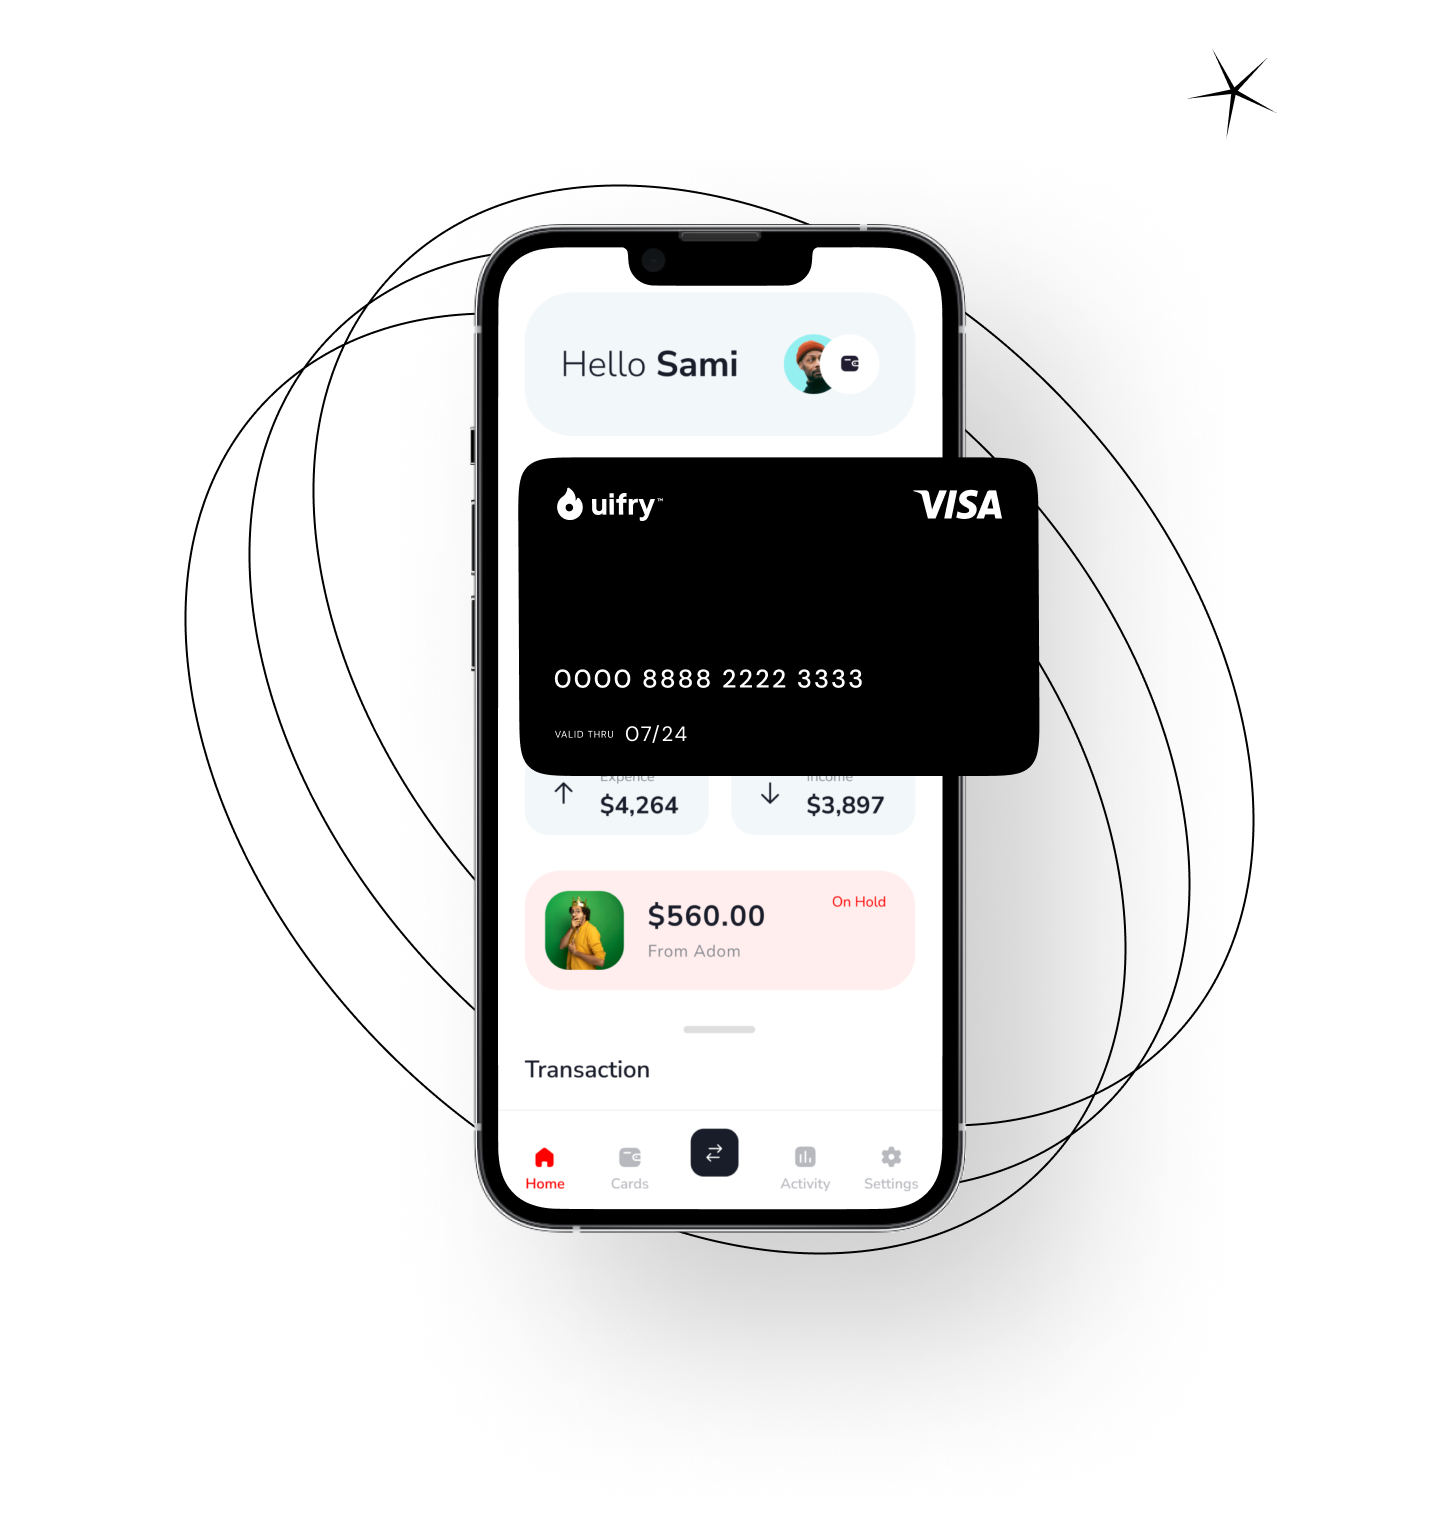 Hello Sami
uifry™
VISA
0000 8888 2222 3333
VALID THRU 07/24
Expence
$4,264
Income
$3,897
$560.00
On Hold
From Adom
Transaction
Home
Cards
Activity
Settings